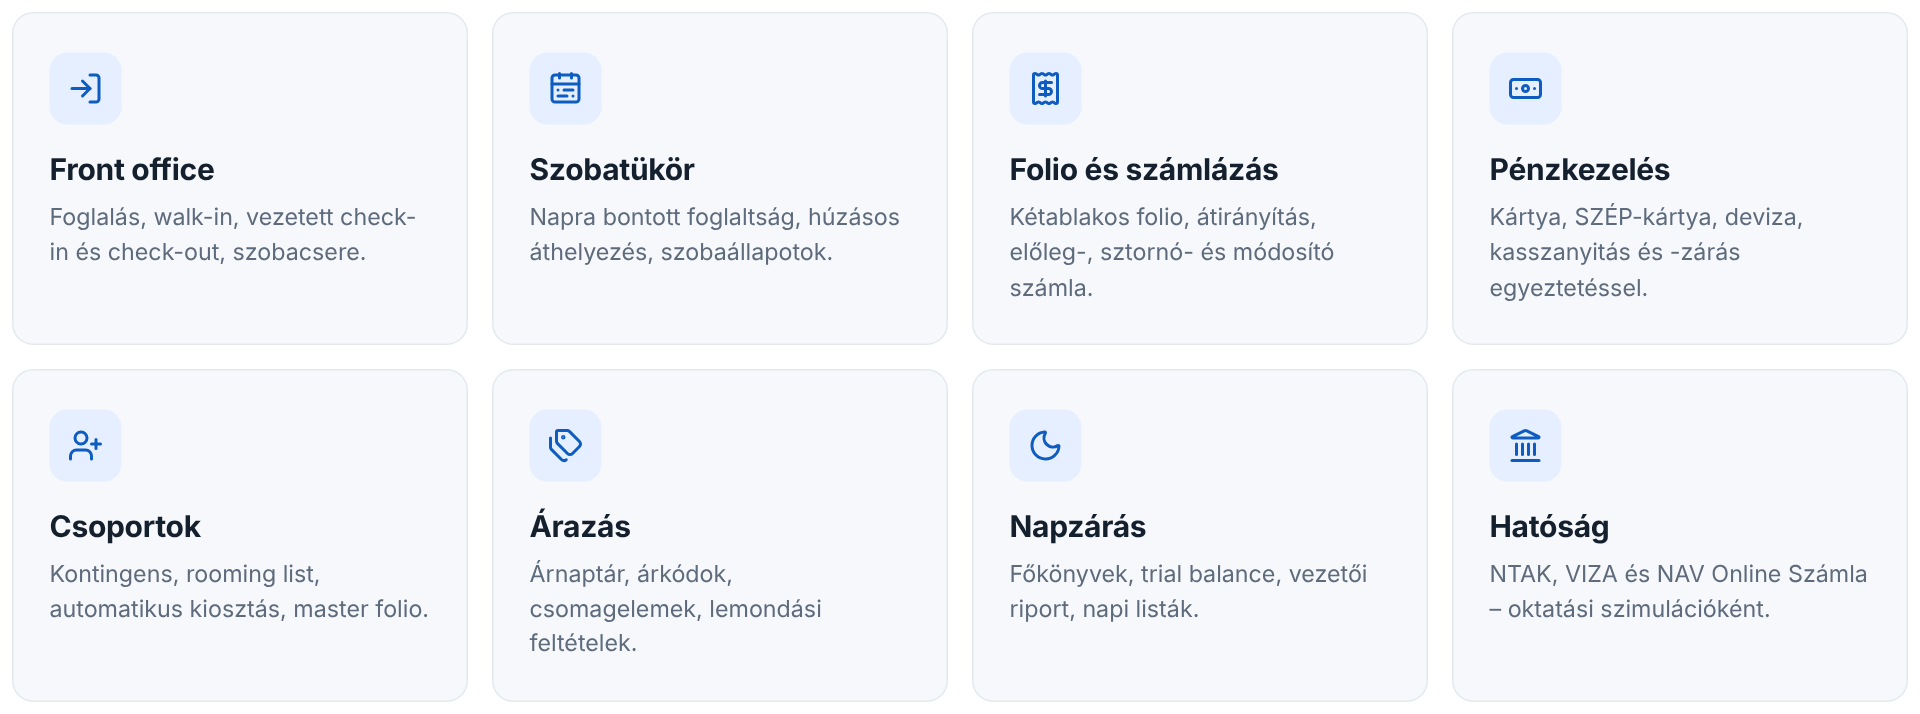 Front office
Foglalás, walk-in, vezetett check-
in és check-out, szobacsere.
Szobatükör
Napra bontott foglaltság, húzásos
áthelyezés, szobaállapotok.
Folio és számlázás
Kétablakos folio, átirányítás,
előleg-, sztornó- és módosító
számla.
Pénzkezelés
Kártya, SZÉP-kártya, deviza,
kasszanyitás és -zárás
egyeztetéssel.
Csoportok
Kontingens, rooming list,
automatikus kiosztás, master folio.
Árazás
Árnaptár, árkódok,
csomagelemek, lemondási
feltételek.
Napzárás
Főkönyvek, trial balance, vezetői
riport, napi listák.
Hatóság
NTAK, VIZA és NAV Online Számla
– oktatási szimulációként.